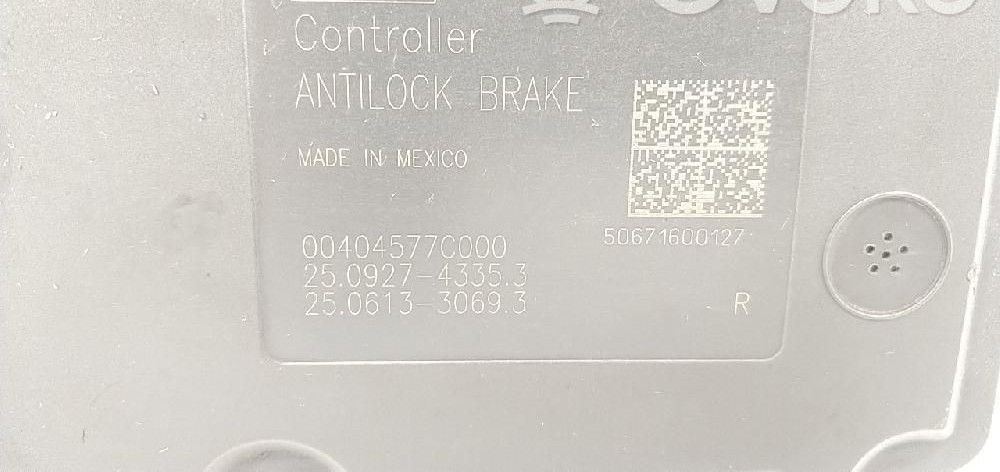 Controller
ANTILOCK BRAKE
MADE IN MEXICO
50671600127
00404577C000
25.0927-4335.3
25.0613-3069.3
R